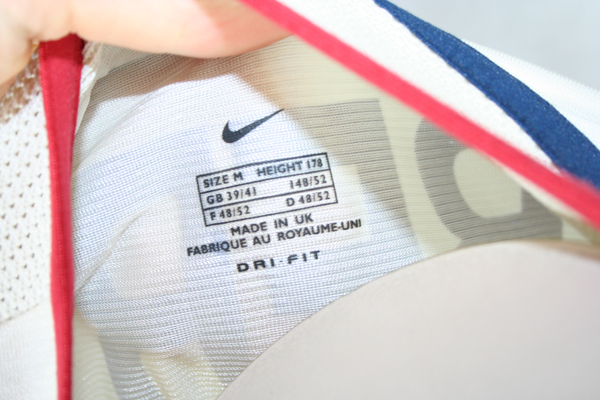 SIZE M HEIGHT 178
GB 39/41 148/52
F 48/52 D 48/52
MADE IN UK
FABRIQUE AU ROYAUME-UNI
DRI-FIT